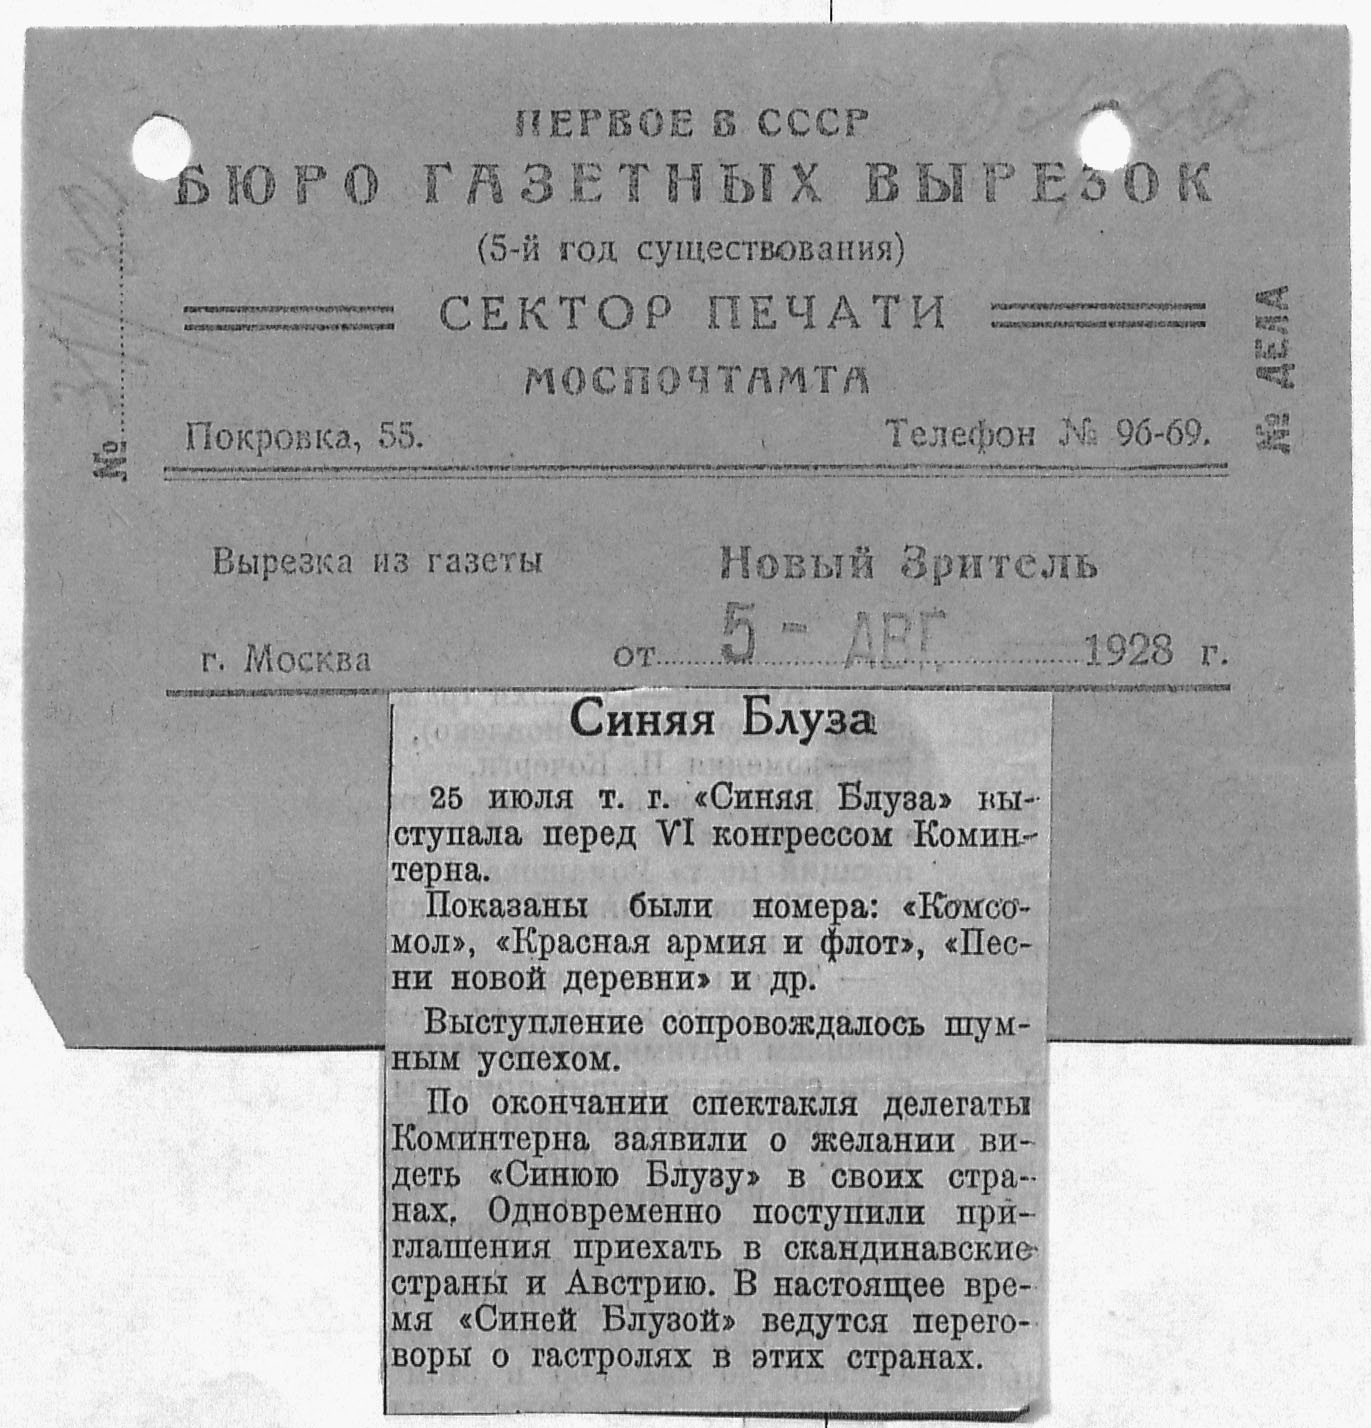 ПЕРВОЕ В СССР
БЮРО ГАЗЕТНЫХ ВЫРЕЗОК
(5-й год существования)
СЕКТОР ПЕЧАТИ
МОСПОЧТАМТА
№
№ ДЕЛА
Покровка, 55.
Телефон № 96-69.
Вырезка из газеты
Новый Зритель
г. Москва
от 5 - АВГ 1928 г.
Синяя Блуза
25 июля т. г. «Синяя Блуза» вы-
ступала перед VI конгрессом Комин-
терна.
Показаны были номера: «Комсо-
мол», «Красная армия и флот», «Пес-
ни новой деревни» и др.
Выступление сопровождалось шум-
ным успехом.
По окончании спектакля делегаты
Коминтерна заявили о желании ви-
деть «Синюю Блузу» в своих стра-
нах. Одновременно поступили при-
глашения приехать в скандинавские
страны и Австрию. В настоящее вре-
мя «Синей Блузой» ведутся перего-
воры о гастролях в этих странах.